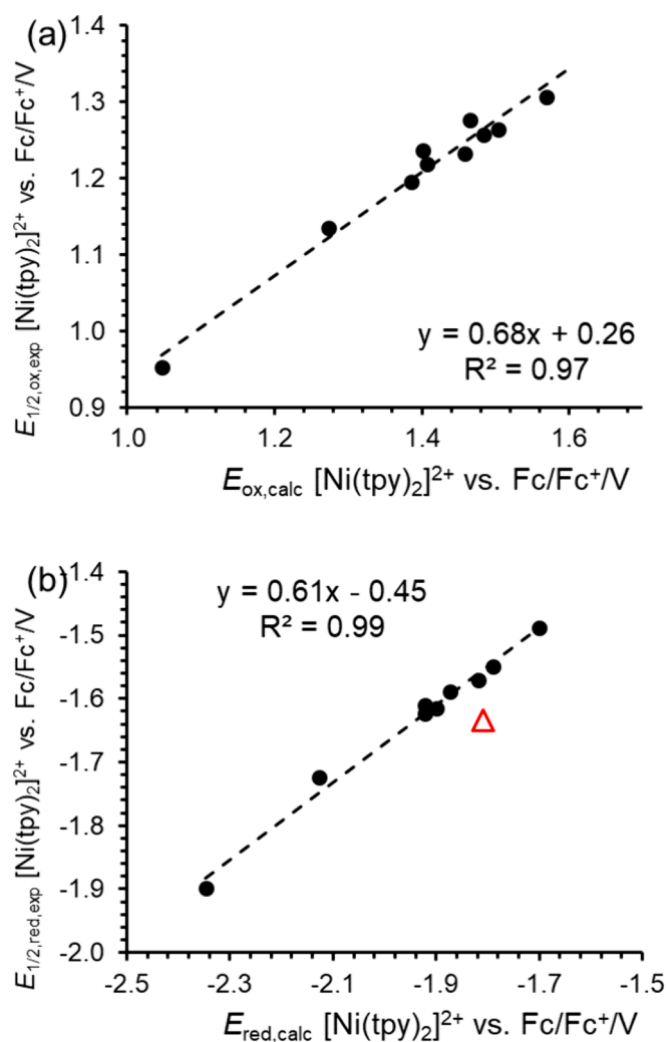 (a)
1.4
1.3
1.2
1.1
1.0
0.9
1.0 1.2 1.4 1.6
E1/2,ox,exp [Ni(tpy)2]2+ vs. Fc/Fc+/V
y = 0.68x + 0.26
R² = 0.97
Eox,calc [Ni(tpy)2]2+ vs. Fc/Fc+/V
(b)
-1.4
-1.5
-1.6
-1.7
-1.8
-1.9
-2.0
-2.5 -2.3 -2.1 -1.9 -1.7 -1.5
E1/2,red,exp [Ni(tpy)2]2+ vs. Fc/Fc+/V
y = 0.61x - 0.45
R² = 0.99
Ered,calc [Ni(tpy)2]2+ vs. Fc/Fc+/V